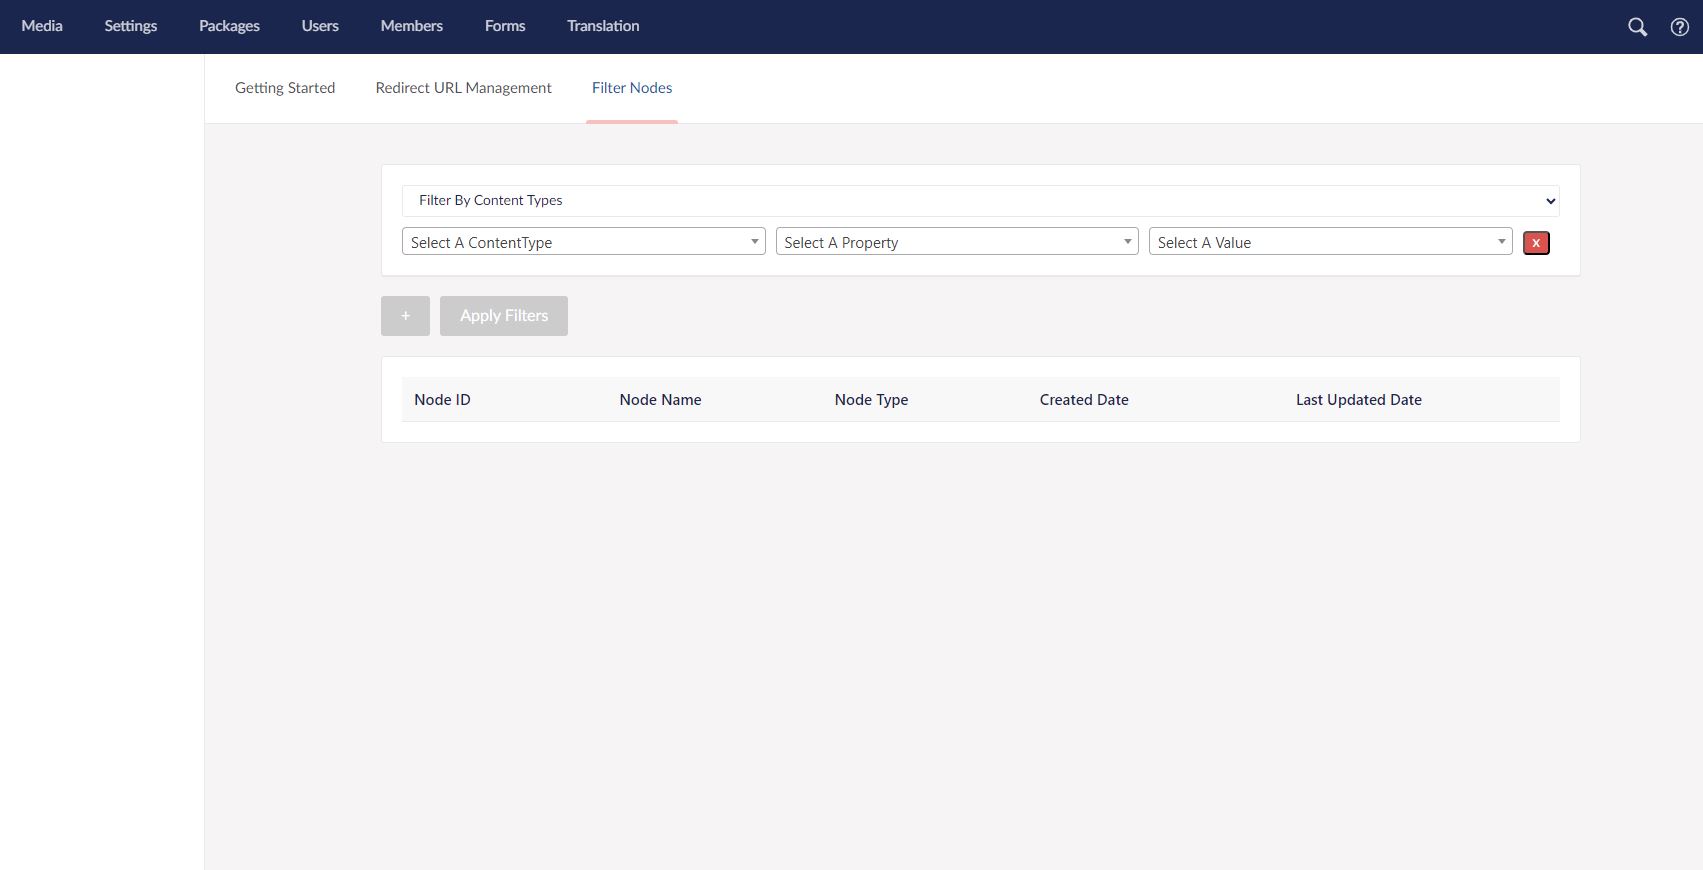 Media Settings Packages Users Members Forms Translation
Getting Started Redirect URL Management Filter Nodes
Filter By Content Types
Select A ContentType Select A Property Select A Value x
+ Apply Filters
Node ID Node Name Node Type Created Date Last Updated Date